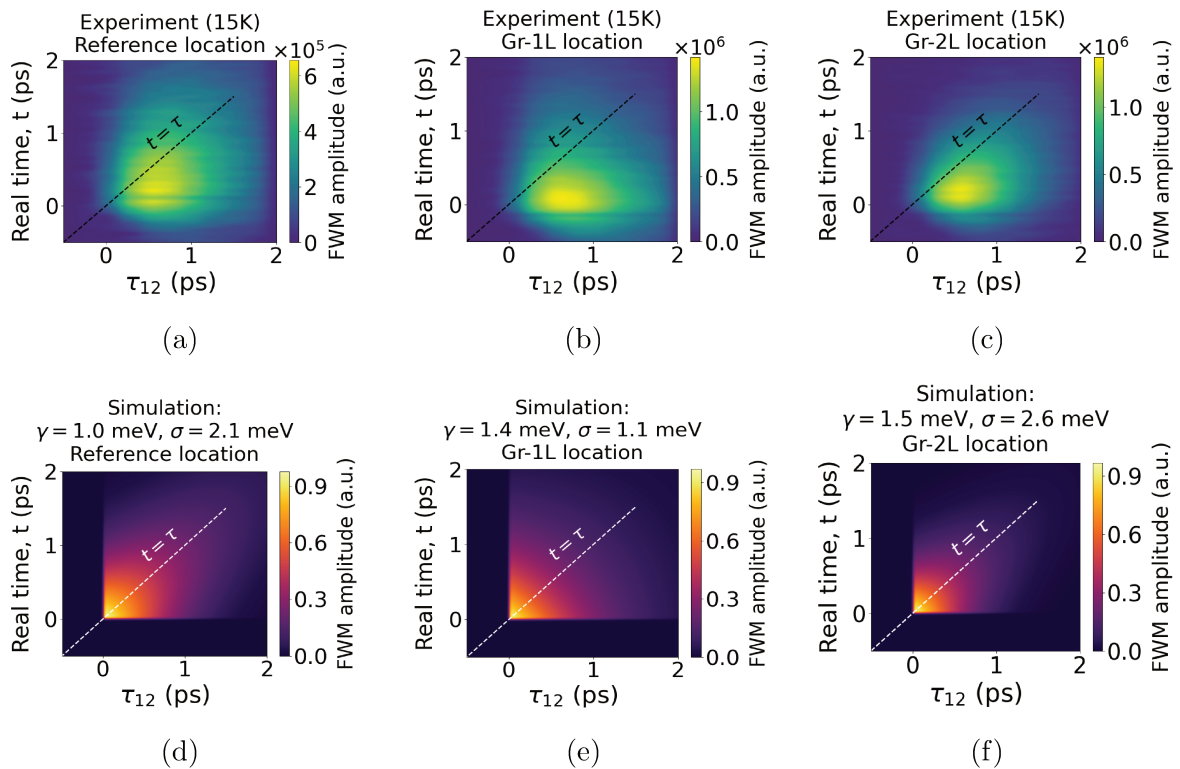 Experiment (15K)
Reference location
×10⁵
Real time, t (ps)
2
1
0
t = τ
0
1
2
τ₁₂ (ps)
6
4
2
0
FWM amplitude (a.u.)
(a)
Experiment (15K)
Gr-1L location
×10⁶
Real time, t (ps)
2
1
0
t = τ
0
1
2
τ₁₂ (ps)
1.0
0.5
0.0
FWM amplitude (a.u.)
(b)
Experiment (15K)
Gr-2L location
×10⁶
Real time, t (ps)
2
1
0
t = τ
0
1
2
τ₁₂ (ps)
1.0
0.5
0.0
FWM amplitude (a.u.)
(c)
Simulation:
γ = 1.0 meV, σ = 2.1 meV
Reference location
Real time, t (ps)
2
1
0
t = τ
0
1
2
τ₁₂ (ps)
0.9
0.6
0.3
0.0
FWM amplitude (a.u.)
(d)
Simulation:
γ = 1.4 meV, σ = 1.1 meV
Gr-1L location
Real time, t (ps)
2
1
0
t = τ
0
1
2
τ₁₂ (ps)
0.9
0.6
0.3
0.0
FWM amplitude (a.u.)
(e)
Simulation:
γ = 1.5 meV, σ = 2.6 meV
Gr-2L location
Real time, t (ps)
2
1
0
t = τ
0
1
2
τ₁₂ (ps)
0.9
0.6
0.3
0.0
FWM amplitude (a.u.)
(f)